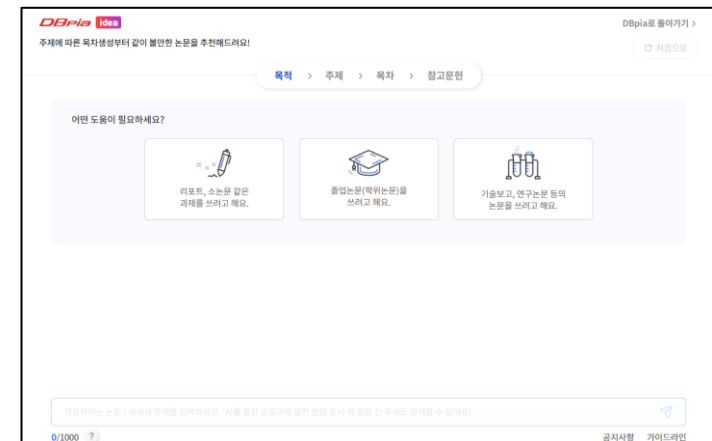 DBpia idea
DBpia로 돌아가기 >
주제에 따른 목차생성부터 같이 볼만한 논문을 추천해드려요!
처음으로
목적 > 주제 > 목차 > 참고문헌
어떤 도움이 필요하세요?
리포트, 소논문 같은
과제를 쓰려고 해요.
졸업논문(학위논문)을
쓰려고 해요.
기술보고, 연구논문 등의
논문을 쓰려고 해요.
작성하려는 논문 / 과제의 주제를 입력하세요. 'AI를 통한 공공과제 발전 방향 조사'와 같은 긴 주제도 검색할 수 있어요!
0/1000 ?
공지사항 가이드라인